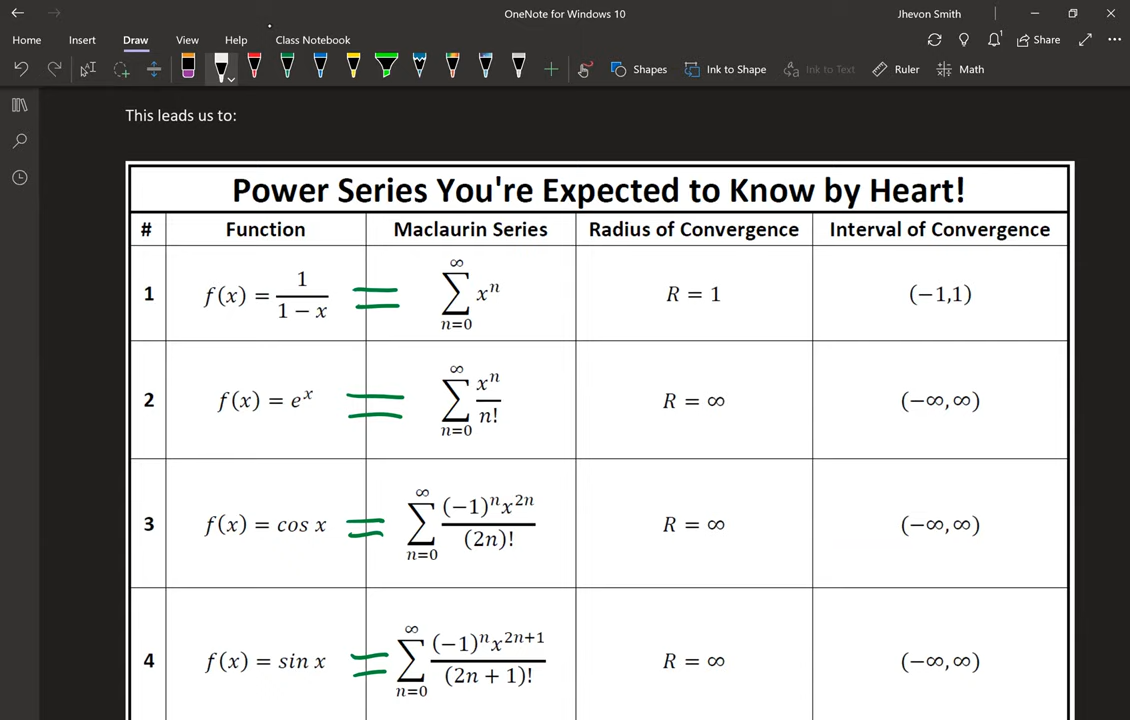 OneNote for Windows 10
Jhevon Smith
Home Insert Draw View Help Class Notebook
Share
Shapes Ink to Shape Ink to Text Ruler Math
This leads us to:
Power Series You're Expected to Know by Heart!
# Function Maclaurin Series Radius of Convergence Interval of Convergence
1 f(x) = 1/(1 − x) = ∑_{n=0}^{∞} x^n R = 1 (−1,1)
2 f(x) = e^x = ∑_{n=0}^{∞} x^n/n! R = ∞ (−∞, ∞)
3 f(x) = cos x = ∑_{n=0}^{∞} (−1)^n x^{2n}/(2n)! R = ∞ (−∞, ∞)
4 f(x) = sin x = ∑_{n=0}^{∞} (−1)^n x^{2n+1}/(2n + 1)! R = ∞ (−∞, ∞)